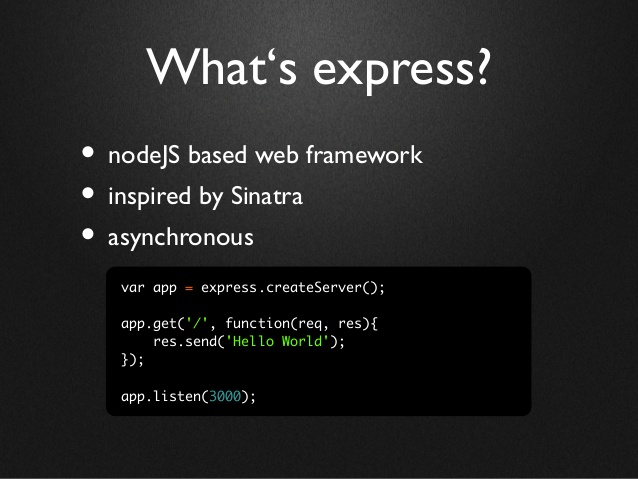 What‘s express?
• nodeJS based web framework
• inspired by Sinatra
• asynchronous
var app = express.createServer();
app.get('/', function(req, res){
    res.send('Hello World');
});
app.listen(3000);